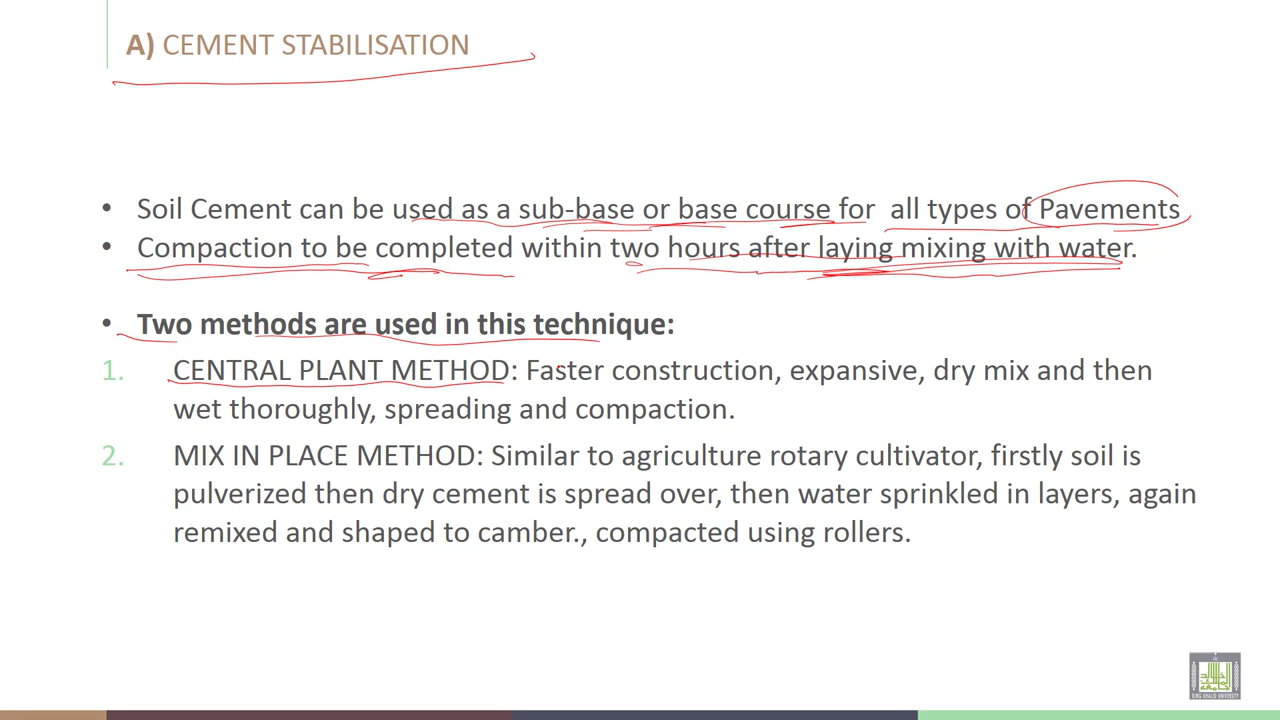 A) CEMENT STABILISATION
• Soil Cement can be used as a sub-base or base course for all types of Pavements
• Compaction to be completed within two hours after laying mixing with water.
• Two methods are used in this technique:
1. CENTRAL PLANT METHOD: Faster construction, expansive, dry mix and then
wet thoroughly, spreading and compaction.
2. MIX IN PLACE METHOD: Similar to agriculture rotary cultivator, firstly soil is
pulverized then dry cement is spread over, then water sprinkled in layers, again
remixed and shaped to camber., compacted using rollers.
KING KHALID UNIVERSITY